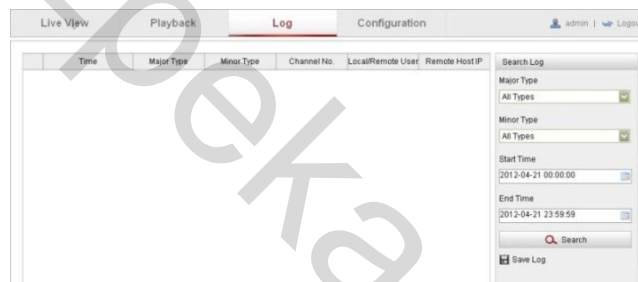 Live View Playback Log Configuration admin | Logou
Time Major Type Minor Type Channel No. Local/Remote User Remote Host IP
Search Log
Major Type
All Types
Minor Type
All Types
Start Time
2012-04-21 00:00:00
End Time
2012-04-21 23:59:59
Search
Save Log
peka